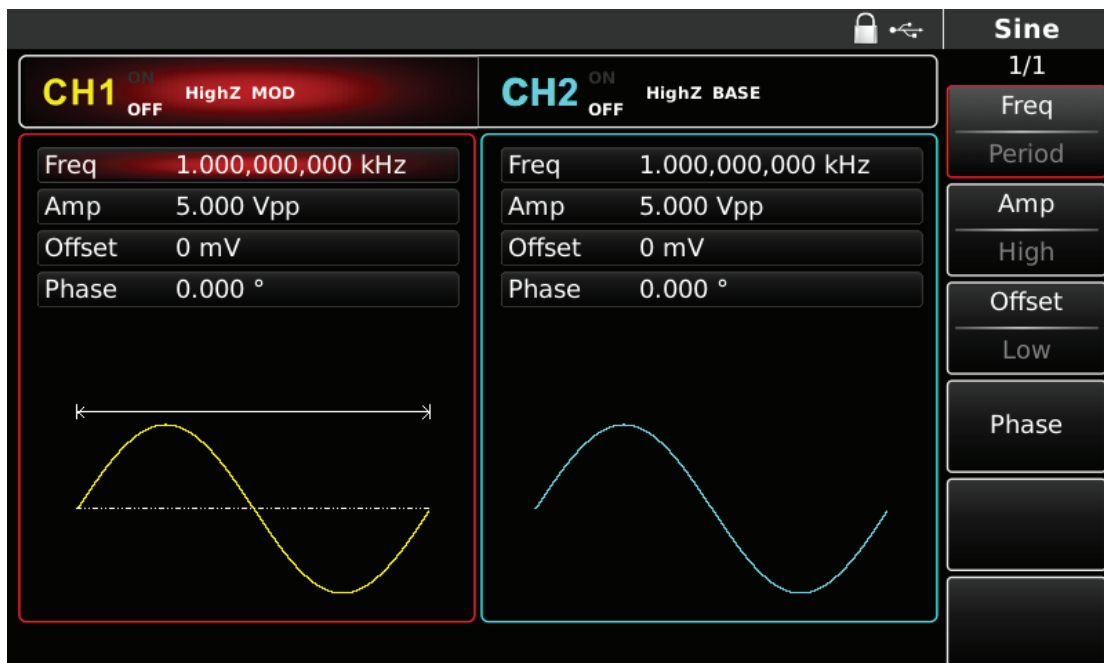 Sine
1/1
CH1 ON OFF HighZ MOD
CH2 ON OFF HighZ BASE
Freq 1.000,000,000 kHz
Amp 5.000 Vpp
Offset 0 mV
Phase 0.000 °
Freq 1.000,000,000 kHz
Amp 5.000 Vpp
Offset 0 mV
Phase 0.000 °
Freq
Period
Amp
High
Offset
Low
Phase